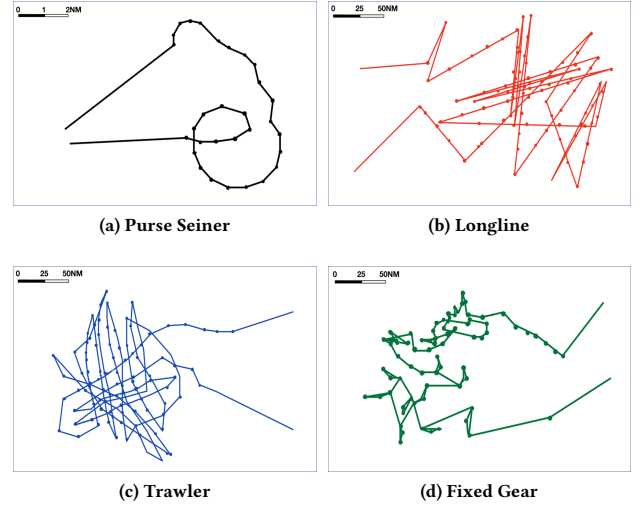 0 1 2NM
0 25 50NM
(a) Purse Seiner
(b) Longline
0 25 50NM
0 25 50NM
(c) Trawler
(d) Fixed Gear